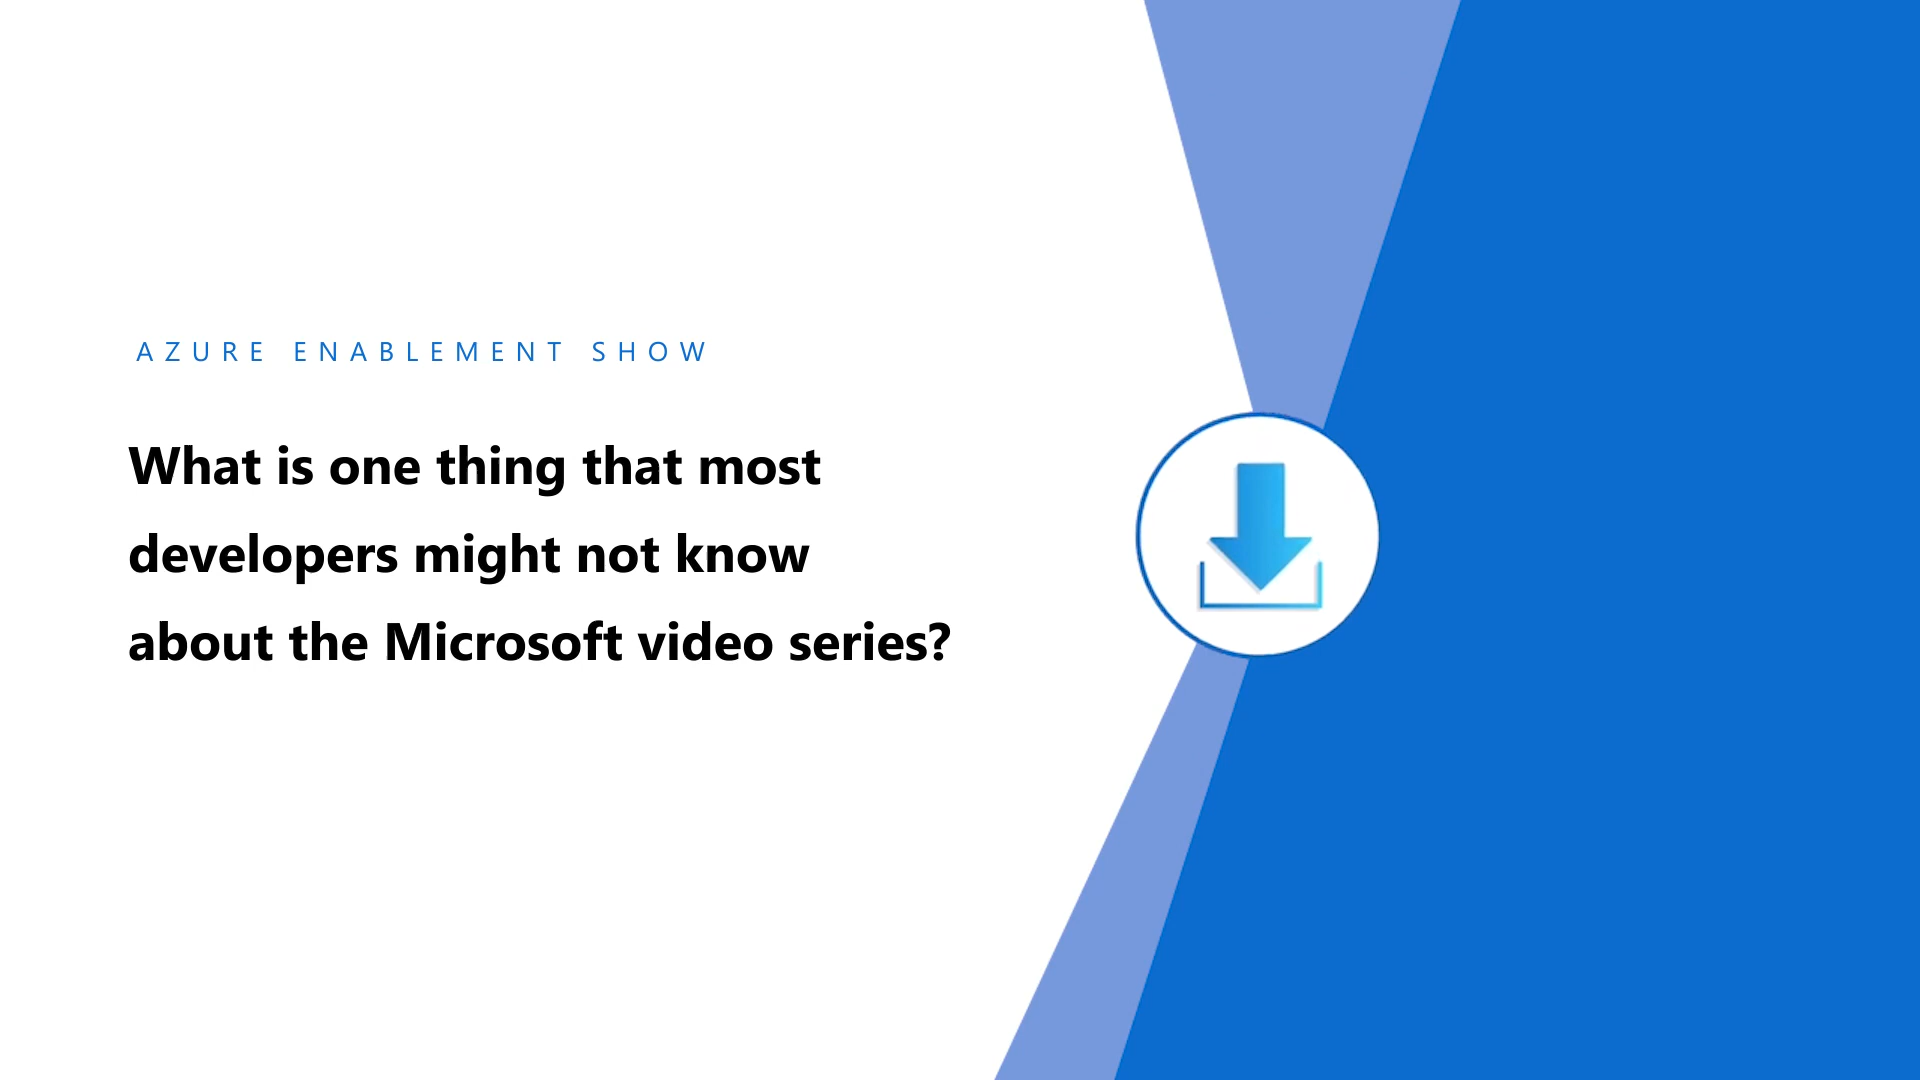 AZURE ENABLEMENT SHOW
What is one thing that most
developers might not know
about the Microsoft video series?